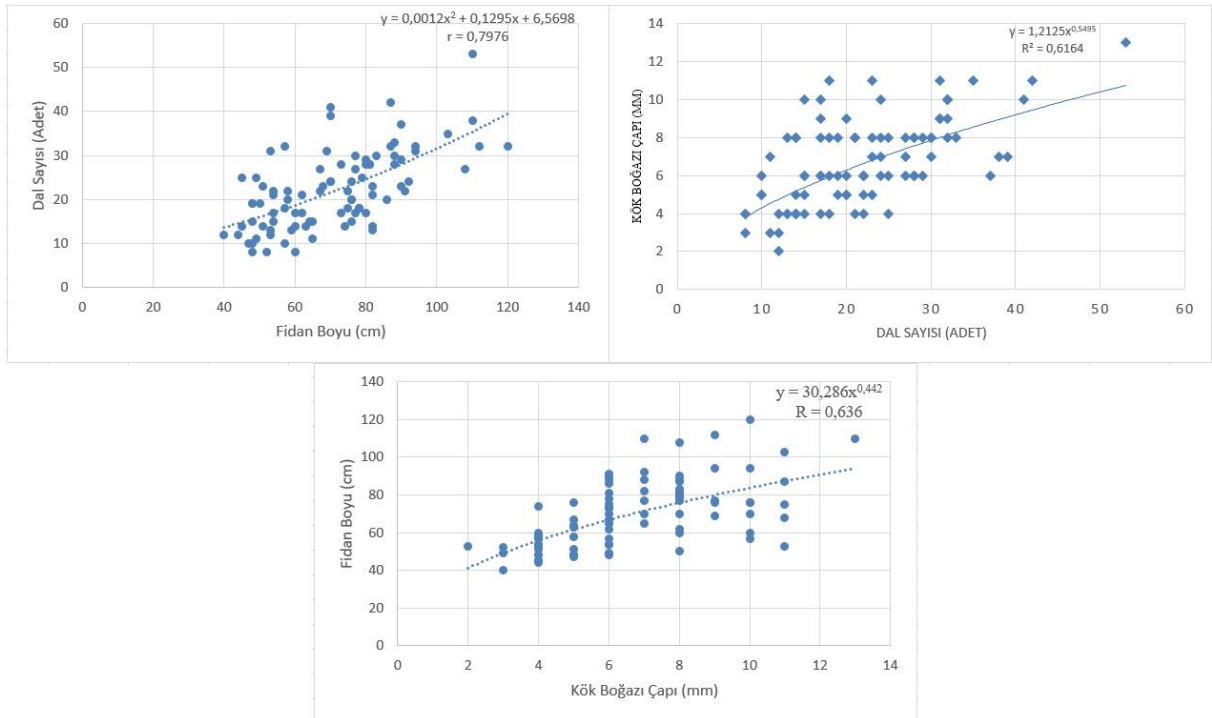 y = 0,0012x² + 0,1295x + 6,5698
r = 0,7976
60
50
40
30
20
10
0
Dal Sayısı (Adet)
0 20 40 60 80 100 120 140
Fidan Boyu (cm)
y = 1,2125x^0,5495
R² = 0,6164
14
12
10
8
6
4
2
0
KÖK BOĞAZI ÇAPI (MM)
0 10 20 30 40 50 60
DAL SAYISI (ADET)
y = 30,286x^0,442
R = 0,636
140
120
100
80
60
40
20
0
Fidan Boyu (cm)
0 2 4 6 8 10 12 14
Kök Boğazı Çapı (mm)